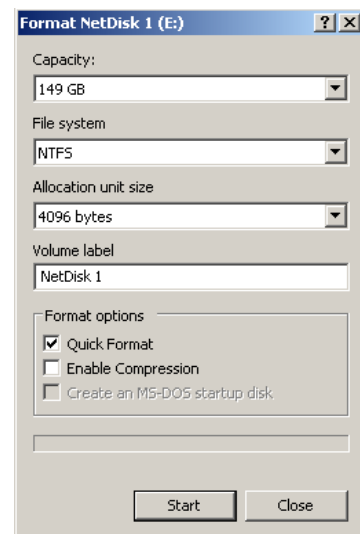 Format NetDisk 1 (E:)
Capacity:
149 GB
File system
NTFS
Allocation unit size
4096 bytes
Volume label
NetDisk 1
Format options
Quick Format
Enable Compression
Create an MS-DOS startup disk
Start Close